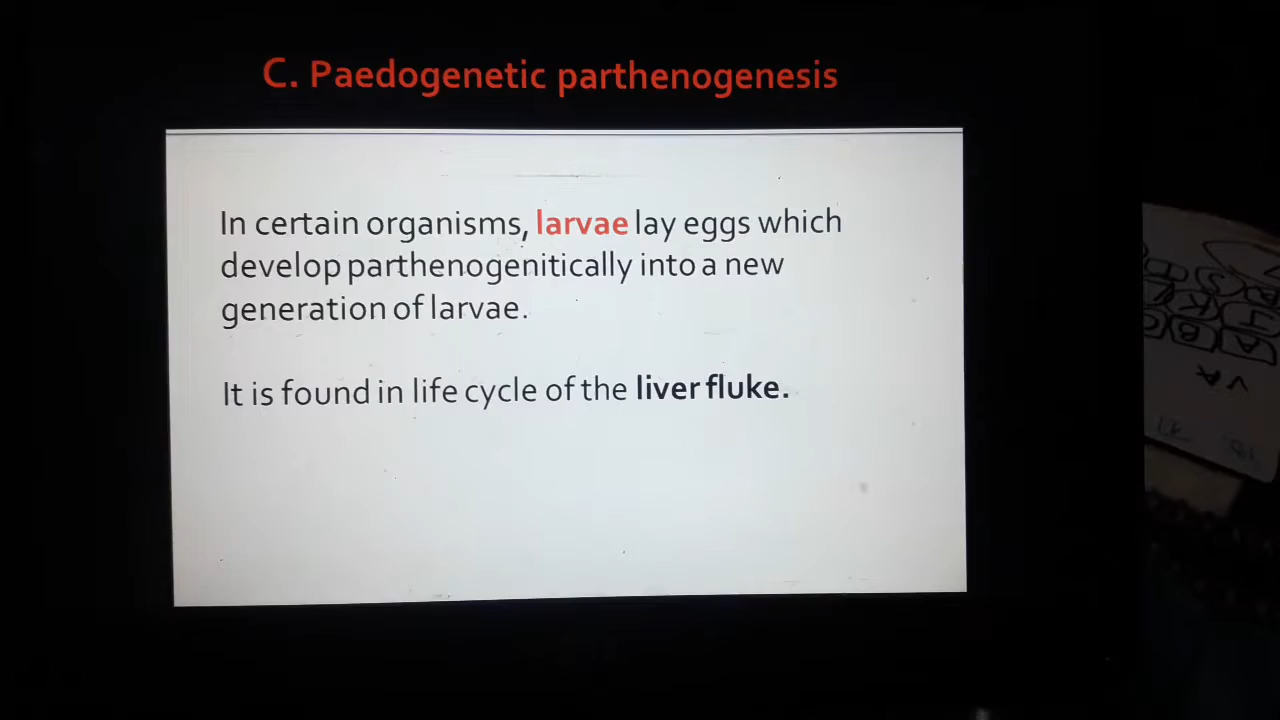 C. Paedogenetic parthenogenesis
In certain organisms, larvae lay eggs which
develop parthenogenitically into a new
generation of larvae.
It is found in life cycle of the liver fluke.